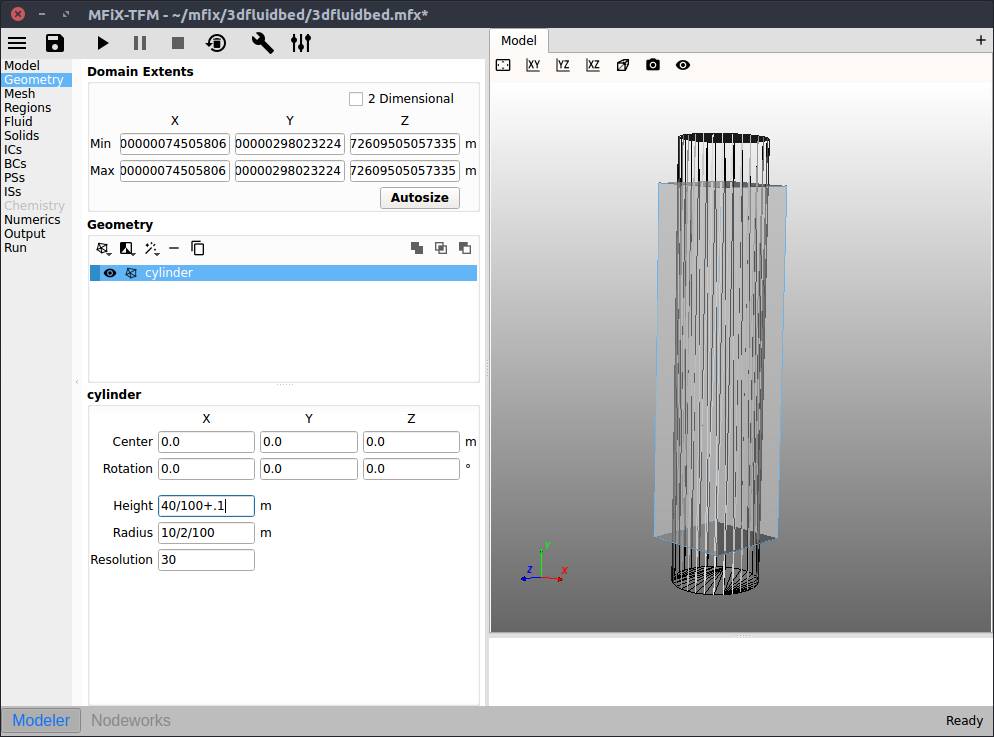 MFiX-TFM - ~/mfix/3dfluidbed/3dfluidbed.mfx*
Model
Geometry
Mesh
Regions
Fluid
Solids
ICs
BCs
PSs
ISs
Chemistry
Numerics
Output
Run
Domain Extents
2 Dimensional
X Y Z
Min 00000074505806 00000298023224 72609505057335 m
Max 00000074505806 00000298023224 72609505057335 m
Autosize
Geometry
cylinder
cylinder
X Y Z
Center 0.0 0.0 0.0 m
Rotation 0.0 0.0 0.0 °
Height 40/100+.1 m
Radius 10/2/100 m
Resolution 30
Model +
XY YZ XZ
Y
Z X
Modeler Nodeworks Ready